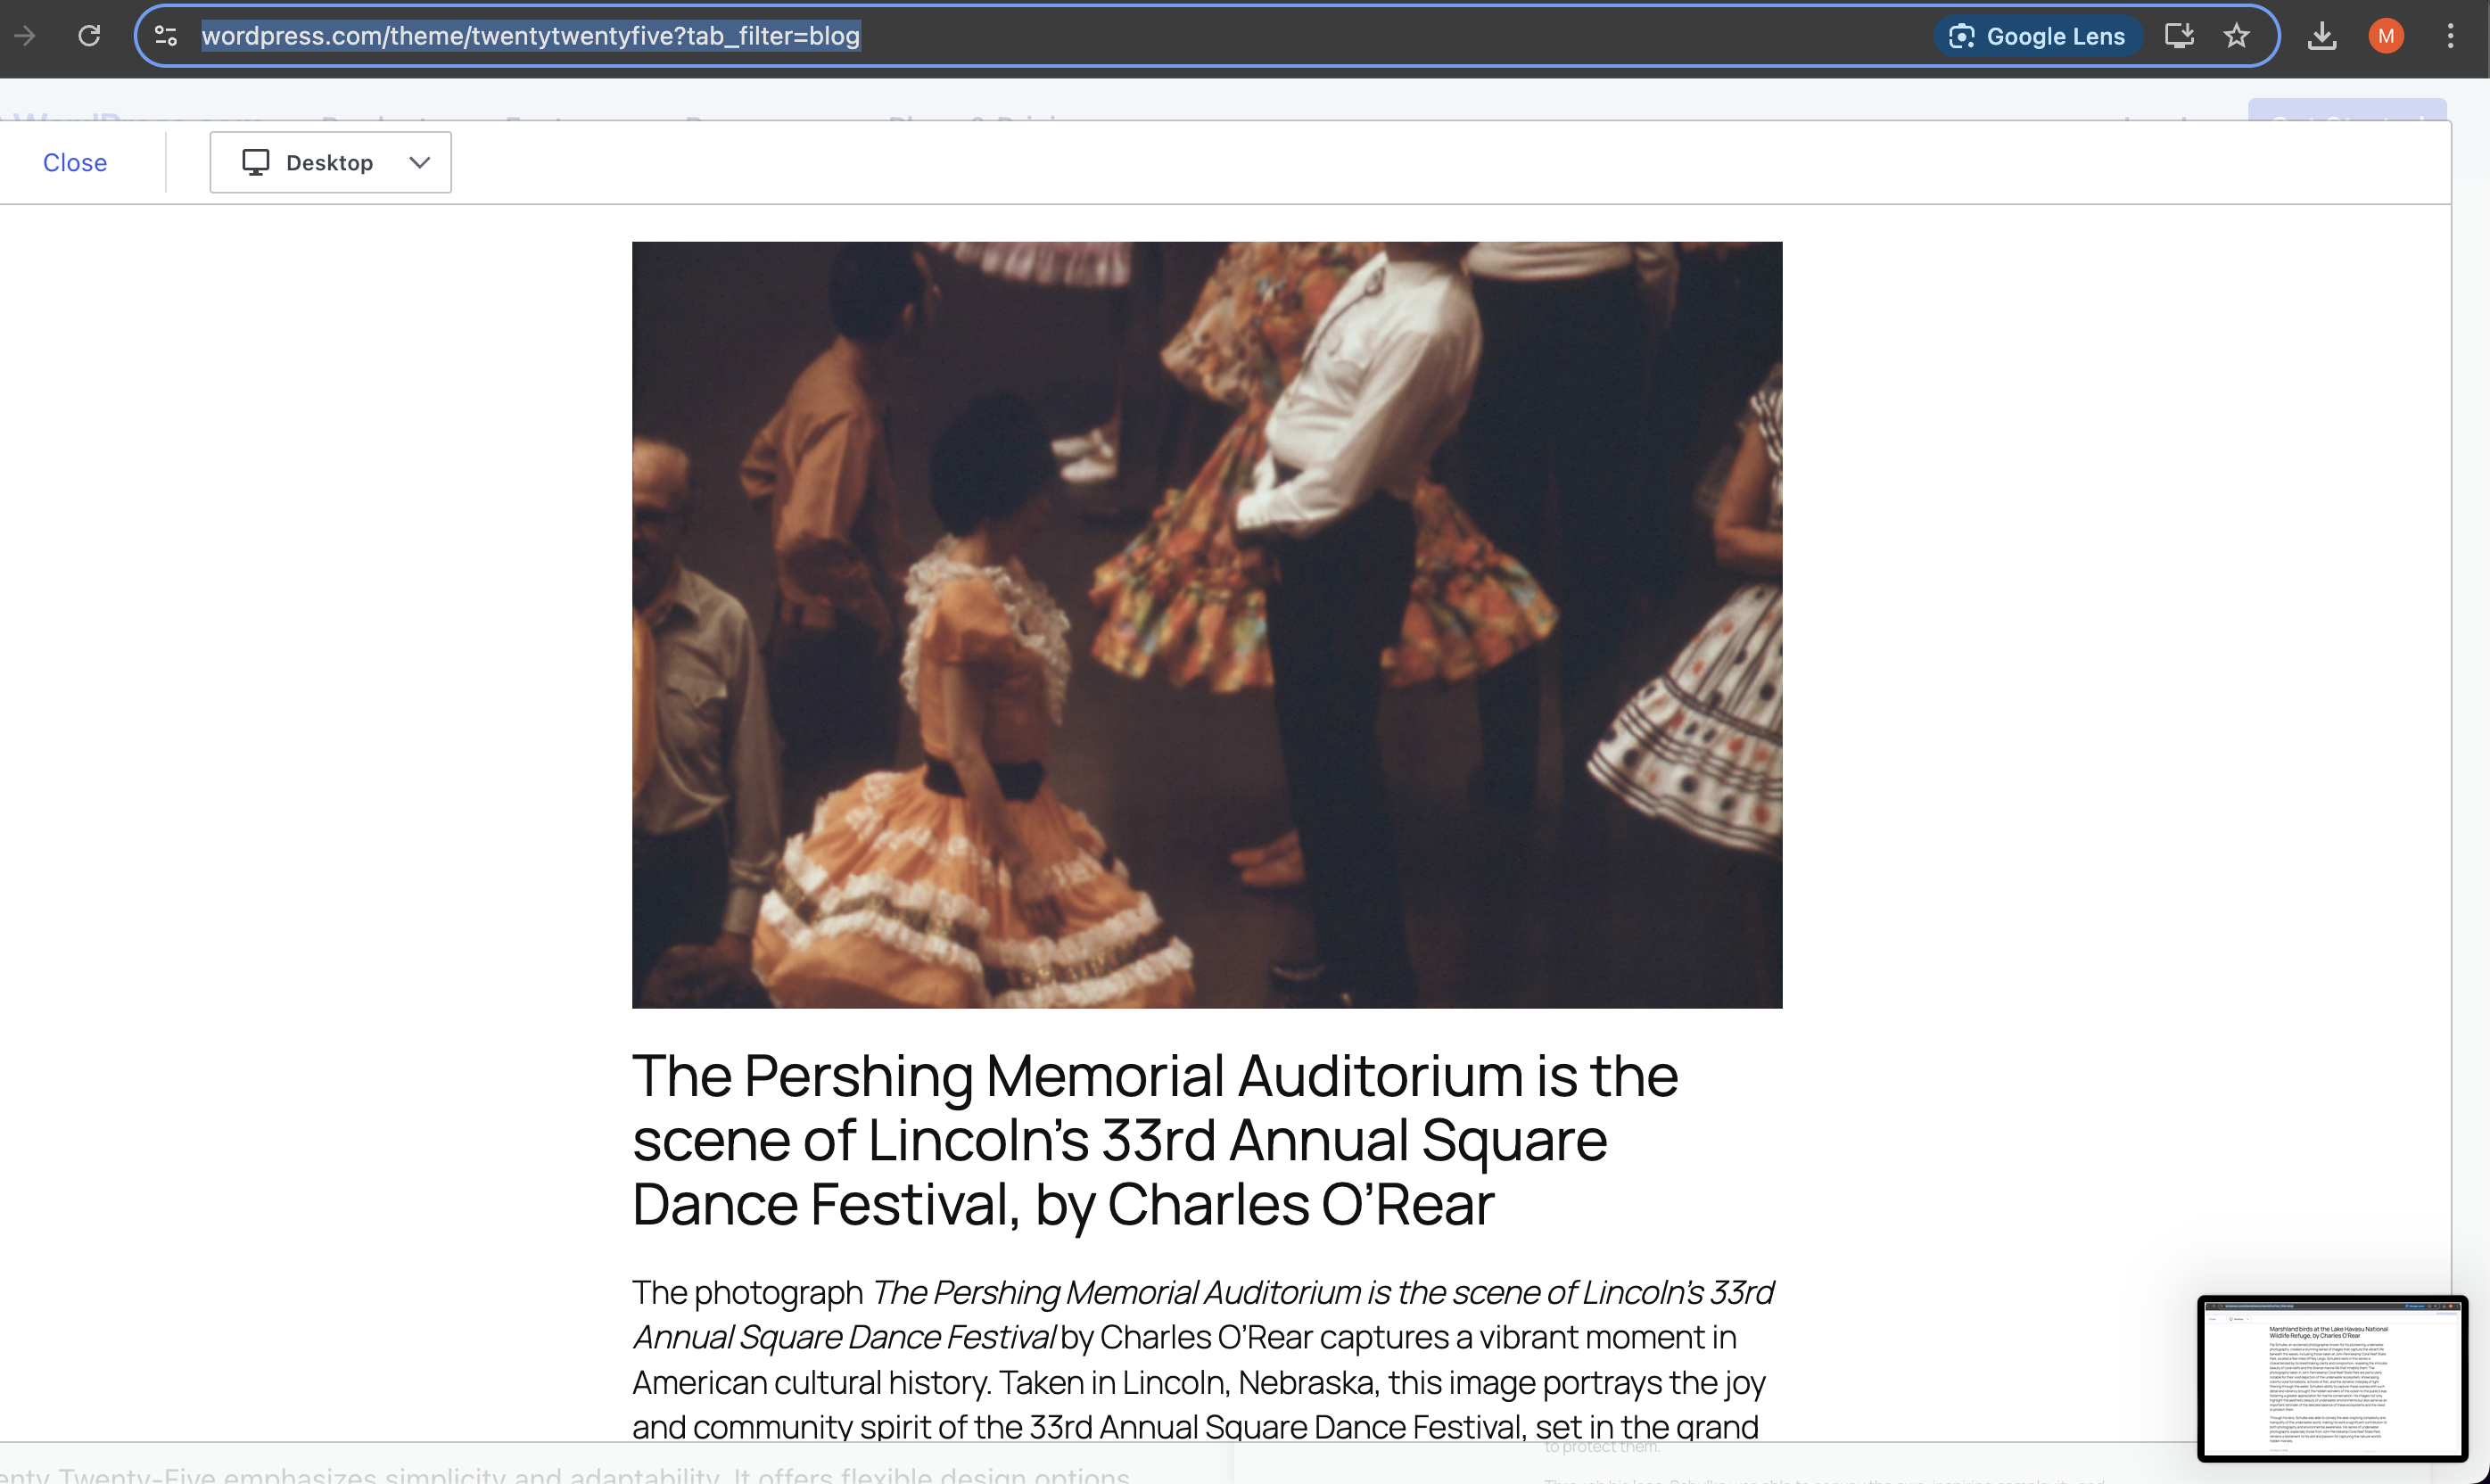 wordpress.com/theme/twentytwentyfive?tab_filter=blog
Google Lens
M
Close
Desktop
The Pershing Memorial Auditorium is the
scene of Lincoln’s 33rd Annual Square
Dance Festival, by Charles O’Rear
The photograph The Pershing Memorial Auditorium is the scene of Lincoln’s 33rd
Annual Square Dance Festival by Charles O’Rear captures a vibrant moment in
American cultural history. Taken in Lincoln, Nebraska, this image portrays the joy
and community spirit of the 33rd Annual Square Dance Festival, set in the grand
to protect them.
Twenty-Five emphasizes simplicity and adaptability. It offers flexible design options
Marshland birds at the Lake Havasu National
Wildlife Refuge, by Charles O’Rear